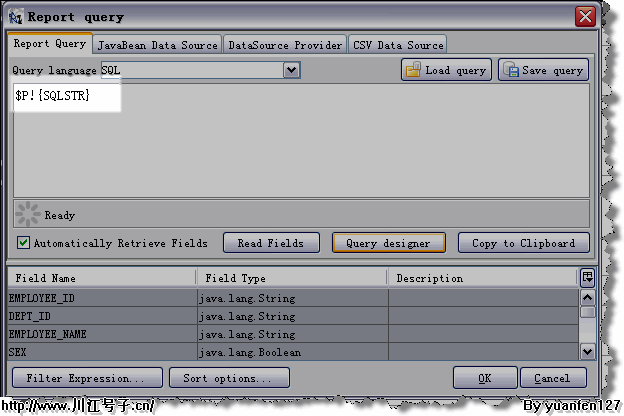 Report query
Report Query JavaBean Data Source DataSource Provider CSV Data Source
Query language SQL Load query Save query
$P!{SQLSTR}
Ready
Automatically Retrieve Fields Read Fields Query designer Copy to Clipboard
Field Name Field Type Description
EMPLOYEE_ID java.lang.String
DEPT_ID java.lang.String
EMPLOYEE_NAME java.lang.String
SEX java.lang.Boolean
Filter Expression... Sort options... OK Cancel
http://www.川江号子.cn/ By yuanfen127